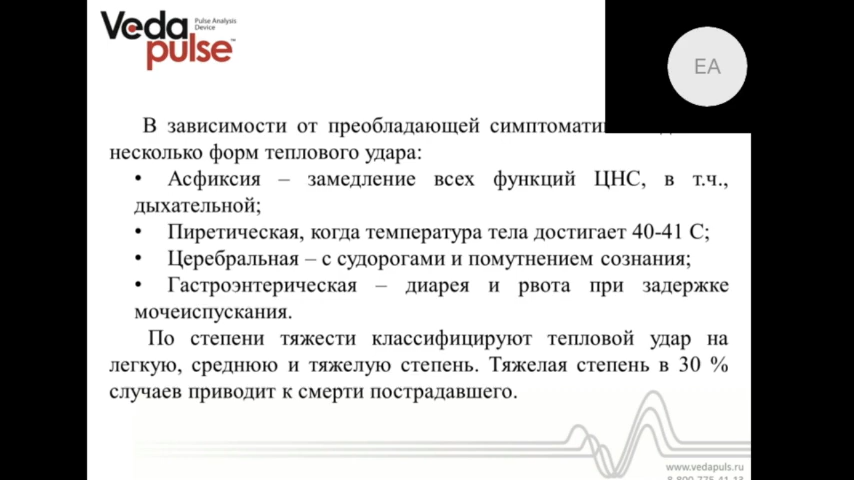 Veda
pulse™
Pulse Analysis
Device
EA
В зависимости от преобладающей
несколько форм теплового удара:
• Асфиксия – замедление всех функций ЦНС, в т.ч.,
дыхательной;
• Пиретическая, когда температура тела достигает 40-41 С;
• Церебральная – с судорогами и помутнением сознания;
• Гастроэнтерическая – диарея и рвота при задержке
мочеиспускания.
По степени тяжести классифицируют тепловой удар на
легкую, среднюю и тяжелую степень. Тяжелая степень в 30 %
случаев приводит к смерти пострадавшего.
www.vedapuls.ru